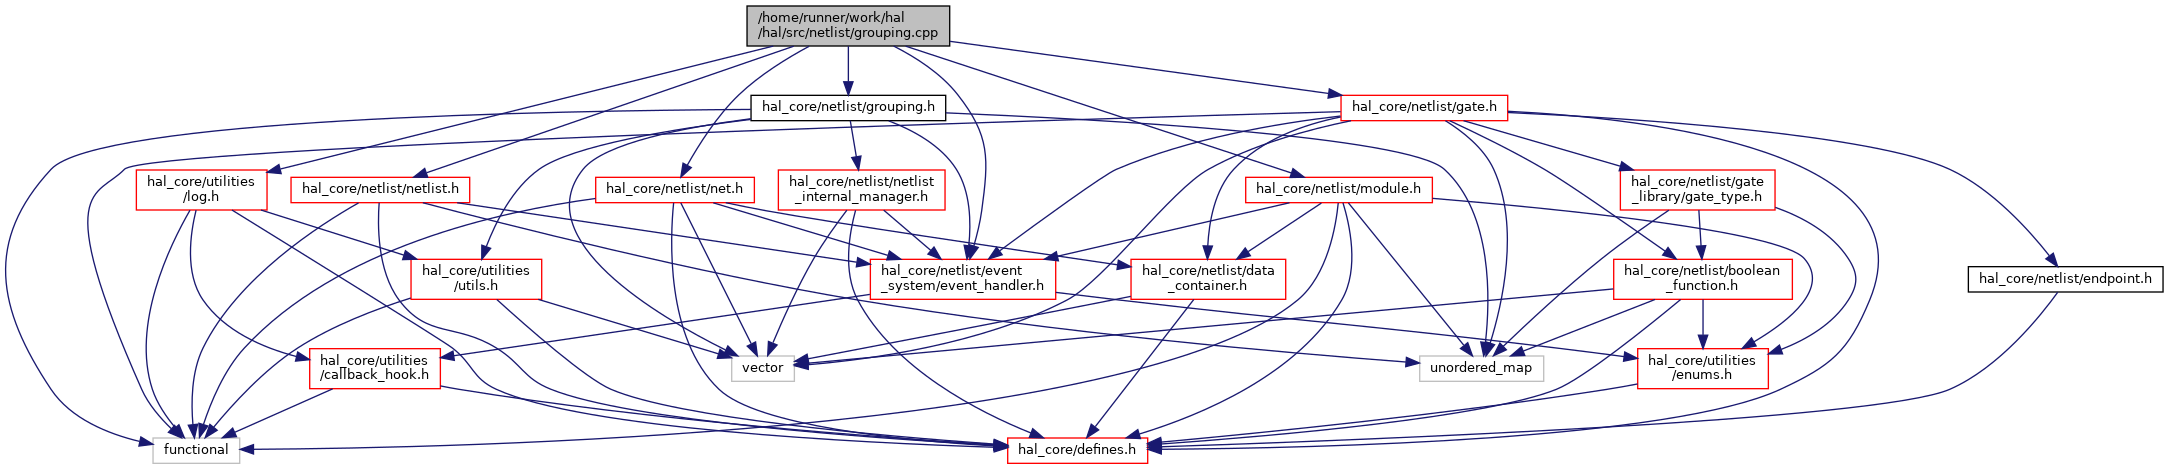 /home/runner/work/hal
/hal/src/netlist/grouping.cpp
hal_core/netlist/grouping.h
hal_core/netlist/gate.h
hal_core/utilities
/log.h
hal_core/netlist/netlist.h
hal_core/netlist/net.h
hal_core/netlist/netlist
_internal_manager.h
hal_core/netlist/module.h
hal_core/netlist/gate
_library/gate_type.h
hal_core/utilities
/utils.h
hal_core/netlist/event
_system/event_handler.h
hal_core/netlist/data
_container.h
hal_core/netlist/boolean
_function.h
hal_core/netlist/endpoint.h
hal_core/utilities
/callback_hook.h
vector
unordered_map
hal_core/utilities
/enums.h
functional
hal_core/defines.h